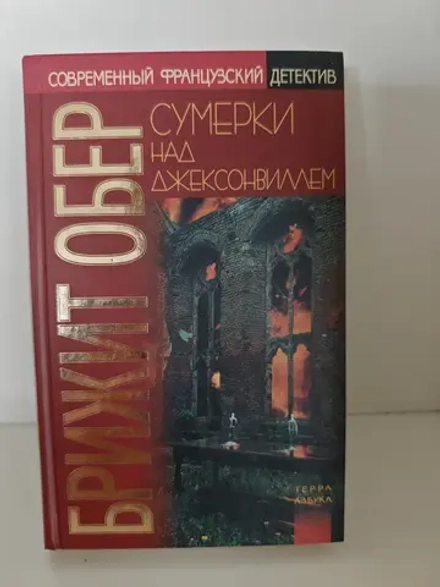 СОВРЕМЕННЫЙ ФРАНЦУЗСКИЙ ДЕТЕКТИВ
БРИЖИТ ОБЕР
СУМЕРКИ
НАД
ДЖЕКСОНВИЛЛЕМ
ТЕРРА
АЗБУКА